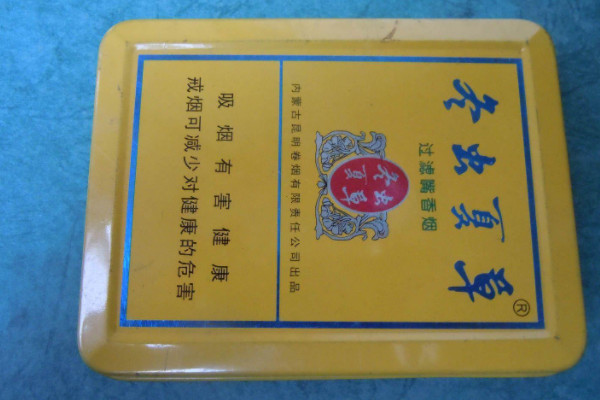 冬虫夏草®
过滤嘴香烟
冬虫
夏草
内蒙古昆明卷烟有限责任公司出品
吸烟有害健康
戒烟可减少对健康的危害